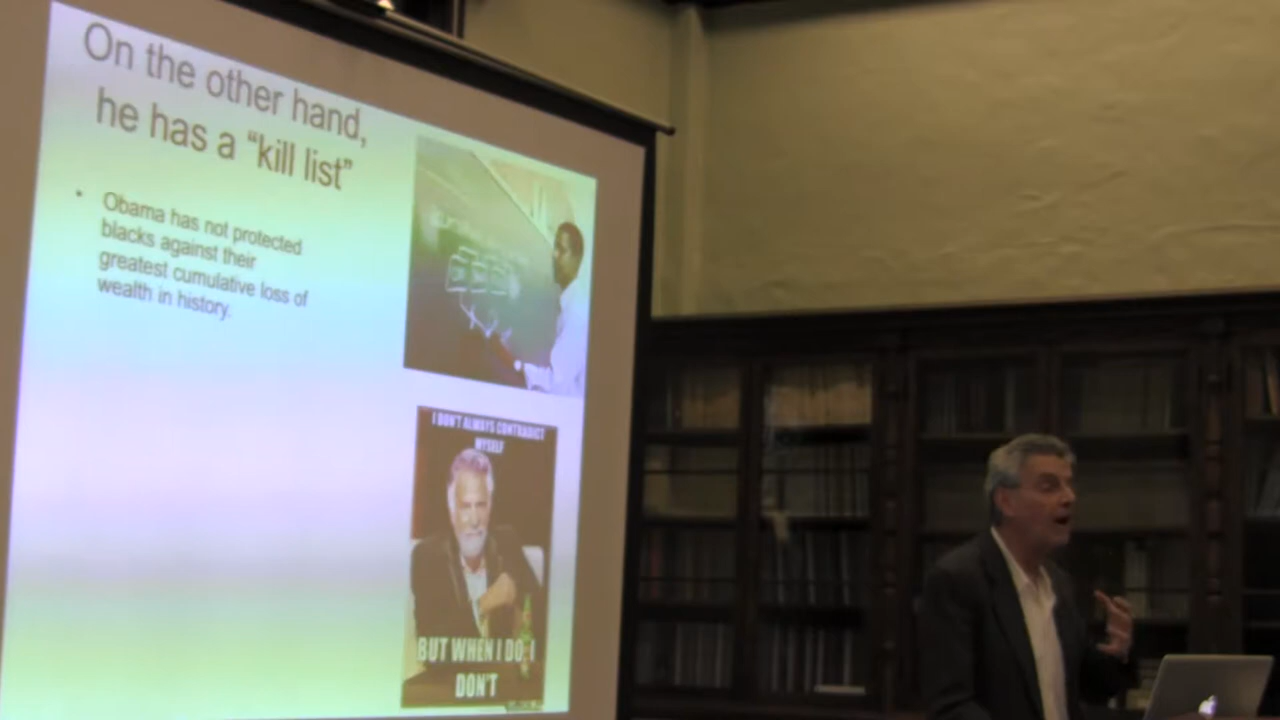 On the other hand,
he has a “kill list”
• Obama has not protected
blacks against their
greatest cumulative loss of
wealth in history.
I DON'T ALWAYS CONTRADICT
MYSELF
BUT WHEN I DO, I
DON'T